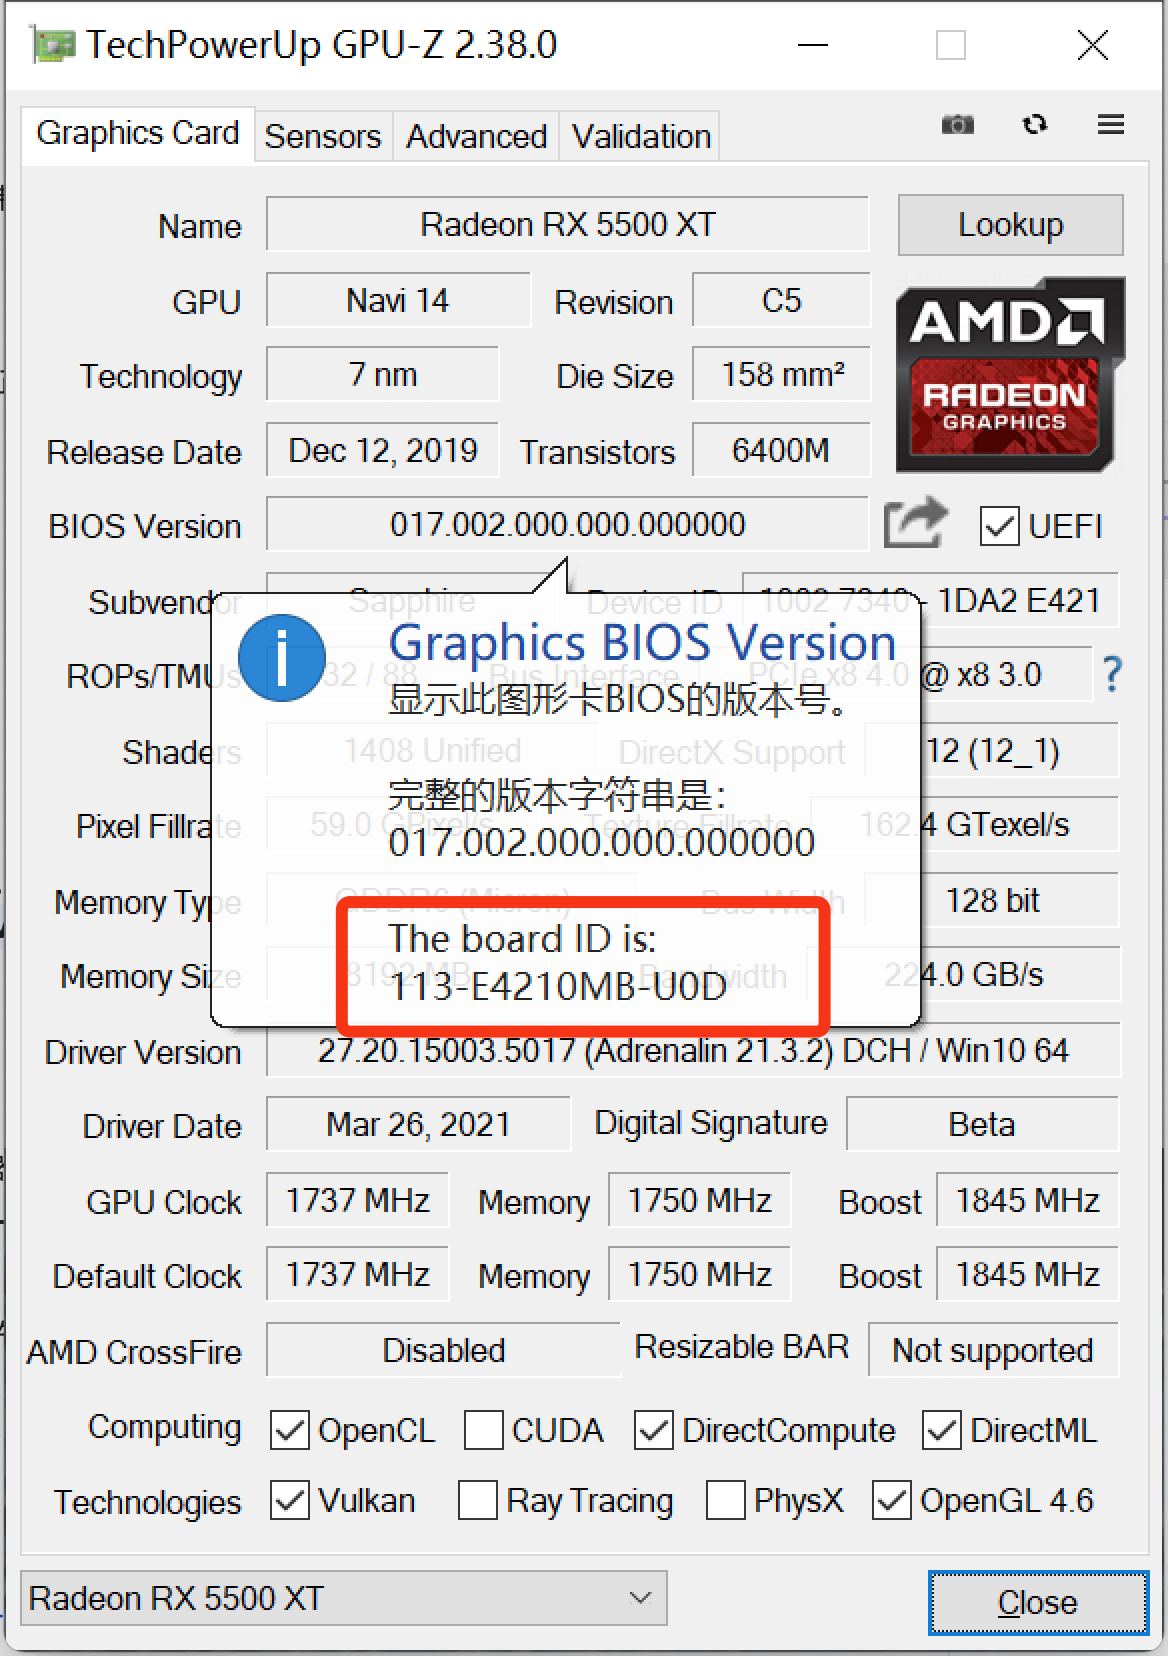 TechPowerUp GPU-Z 2.38.0
Graphics Card Sensors Advanced Validation
Name Radeon RX 5500 XT Lookup
GPU Navi 14 Revision C5
AMD
RADEON
GRAPHICS
Technology 7 nm Die Size 158 mm²
Release Date Dec 12, 2019 Transistors 6400M
BIOS Version 017.002.000.000.000000 UEFI
Subvendor Sapphire Device ID 1002 7340 - 1DA2 E421
ROPs/TMUs 32 / 88 Bus Interface PCIe x8 4.0 @ x8 3.0 ?
Shaders 1408 Unified DirectX Support 12 (12_1)
Pixel Fillrate 59.0 GPixel/s Texture Fillrate 162.4 GTexel/s
Memory Type GDDR6 (Micron) Bus Width 128 bit
Memory Size 8192 MB Bandwidth 224.0 GB/s
Graphics BIOS Version
显示此图形卡BIOS的版本号。
完整的版本字符串是：
017.002.000.000.000000
The board ID is:
113-E4210MB-U0D
Driver Version 27.20.15003.5017 (Adrenalin 21.3.2) DCH / Win10 64
Driver Date Mar 26, 2021 Digital Signature Beta
GPU Clock 1737 MHz Memory 1750 MHz Boost 1845 MHz
Default Clock 1737 MHz Memory 1750 MHz Boost 1845 MHz
AMD CrossFire Disabled Resizable BAR Not supported
Computing OpenCL CUDA DirectCompute DirectML
Technologies Vulkan Ray Tracing PhysX OpenGL 4.6
Radeon RX 5500 XT Close